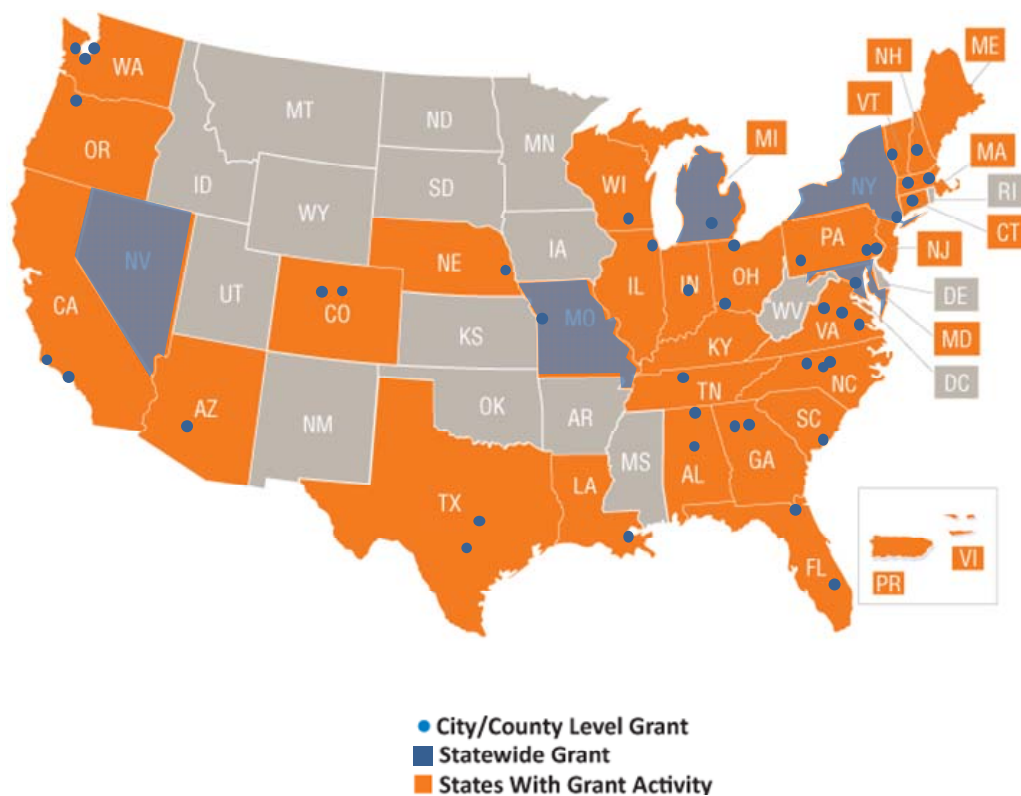 WA
MT
ND
MN
OR
ID
SD
WY
WI
MI
VT
NH
ME
MA
RI
CT
NY
NV
UT
CA
CO
NE
IA
IL
IN
OH
PA
NJ
DE
MD
DC
WV
VA
KS
MO
KY
AZ
NM
OK
AR
TN
NC
SC
TX
LA
MS
AL
GA
FL
PR
VI
City/County Level Grant
Statewide Grant
States With Grant Activity